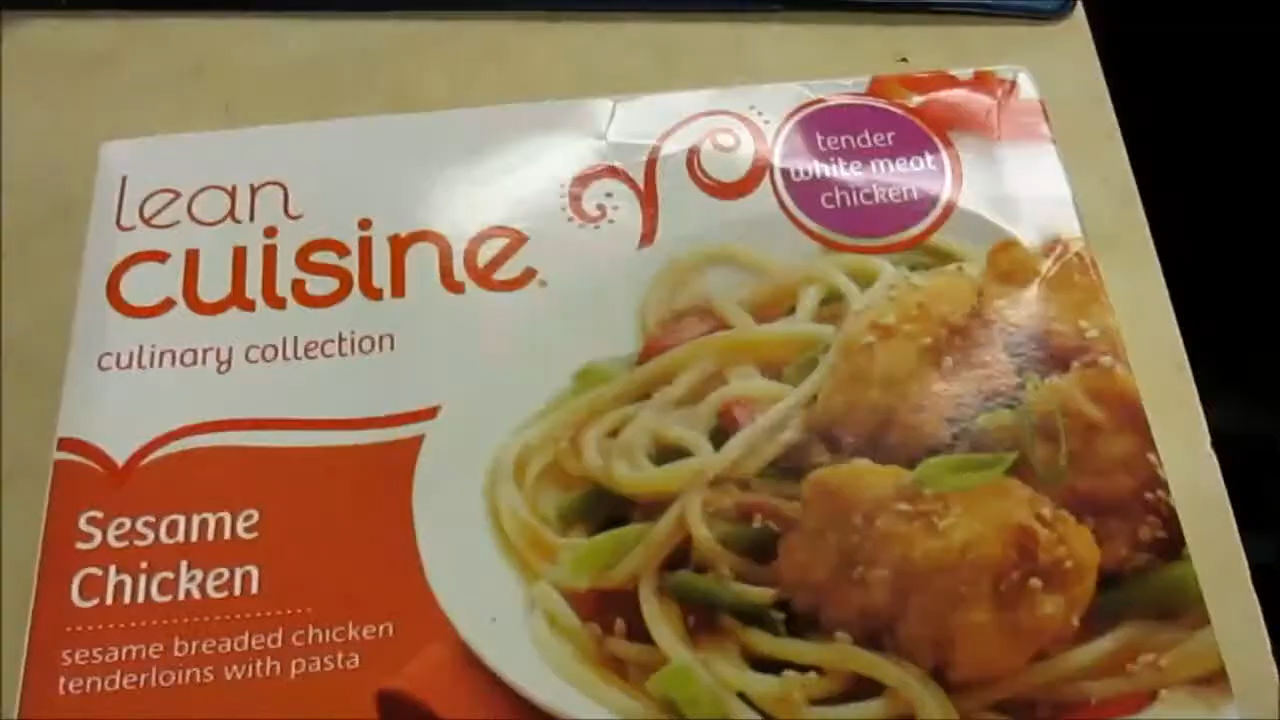 lean
cuisine
culinary collection
tender
white meat
chicken
Sesame
Chicken
sesame breaded chicken
tenderloins with pasta